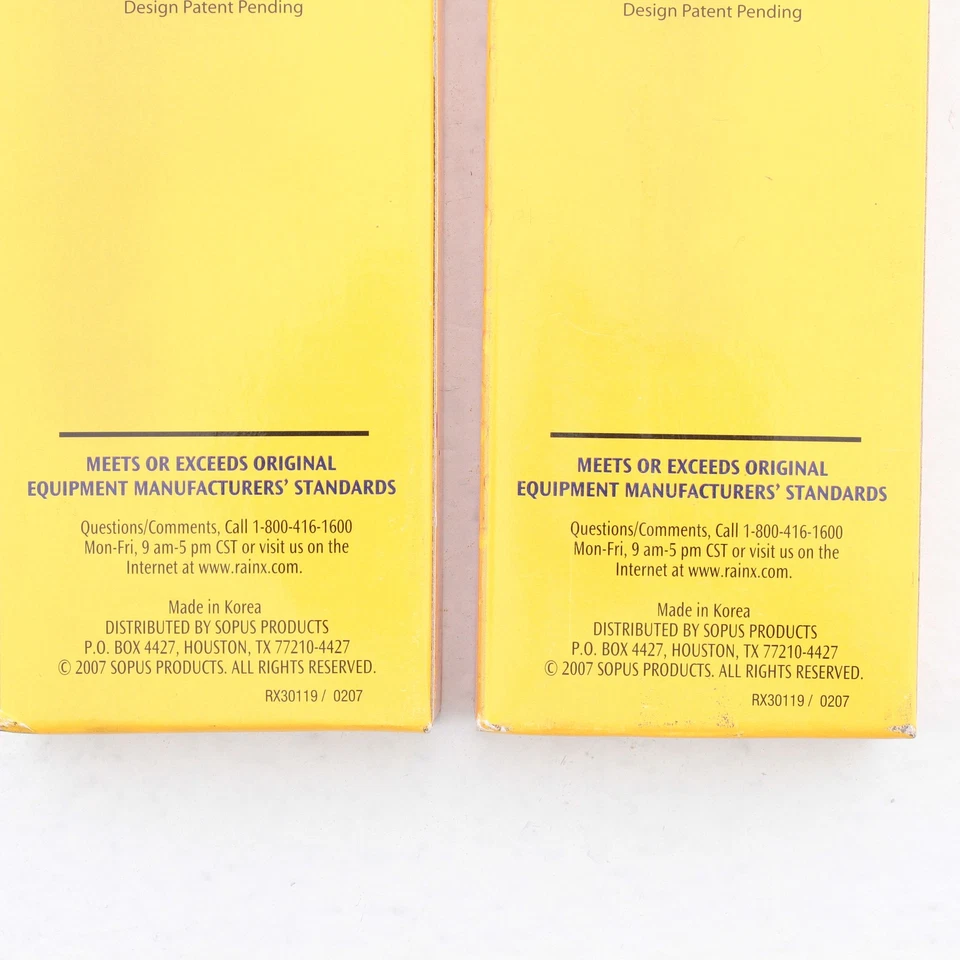 Design Patent Pending
MEETS OR EXCEEDS ORIGINAL
EQUIPMENT MANUFACTURERS’ STANDARDS
Questions/Comments, Call 1-800-416-1600
Mon-Fri, 9 am-5 pm CST or visit us on the
Internet at www.rainx.com.
Made in Korea
DISTRIBUTED BY SOPUS PRODUCTS
P.O. BOX 4427, HOUSTON, TX 77210-4427
© 2007 SOPUS PRODUCTS. ALL RIGHTS RESERVED.
RX30119 / 0207
Design Patent Pending
MEETS OR EXCEEDS ORIGINAL
EQUIPMENT MANUFACTURERS’ STANDARDS
Questions/Comments, Call 1-800-416-1600
Mon-Fri, 9 am-5 pm CST or visit us on the
Internet at www.rainx.com.
Made in Korea
DISTRIBUTED BY SOPUS PRODUCTS
P.O. BOX 4427, HOUSTON, TX 77210-4427
© 2007 SOPUS PRODUCTS. ALL RIGHTS RESERVED.
RX30119 / 0207